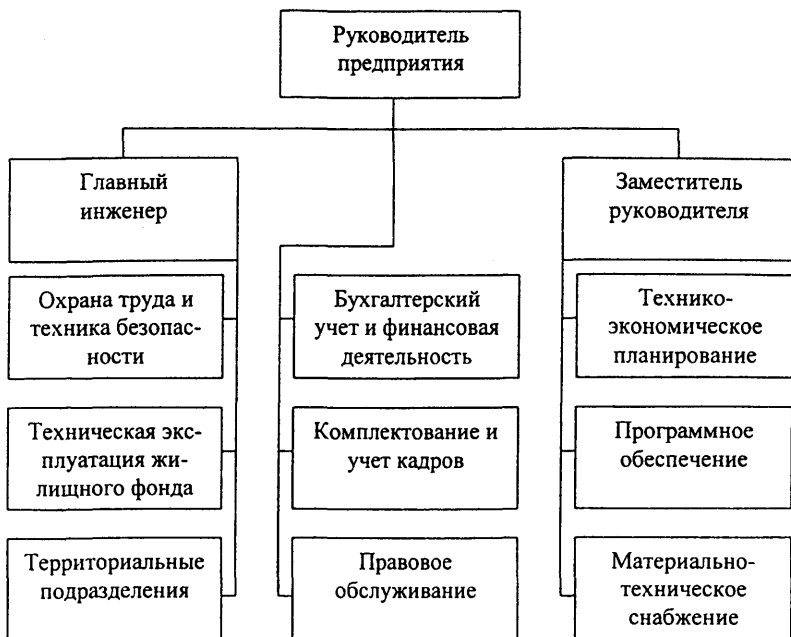 Руководитель
предприятия
Главный
инженер
Заместитель
руководителя
Охрана труда и
техника безопас-
ности
Бухгалтерский
учет и финансовая
деятельность
Технико-
экономическое
планирование
Техническая экс-
плуатация жи-
лищного фонда
Комплектование и
учет кадров
Программное
обеспечение
Территориальные
подразделения
Правовое
обслуживание
Материально-
техническое
снабжение